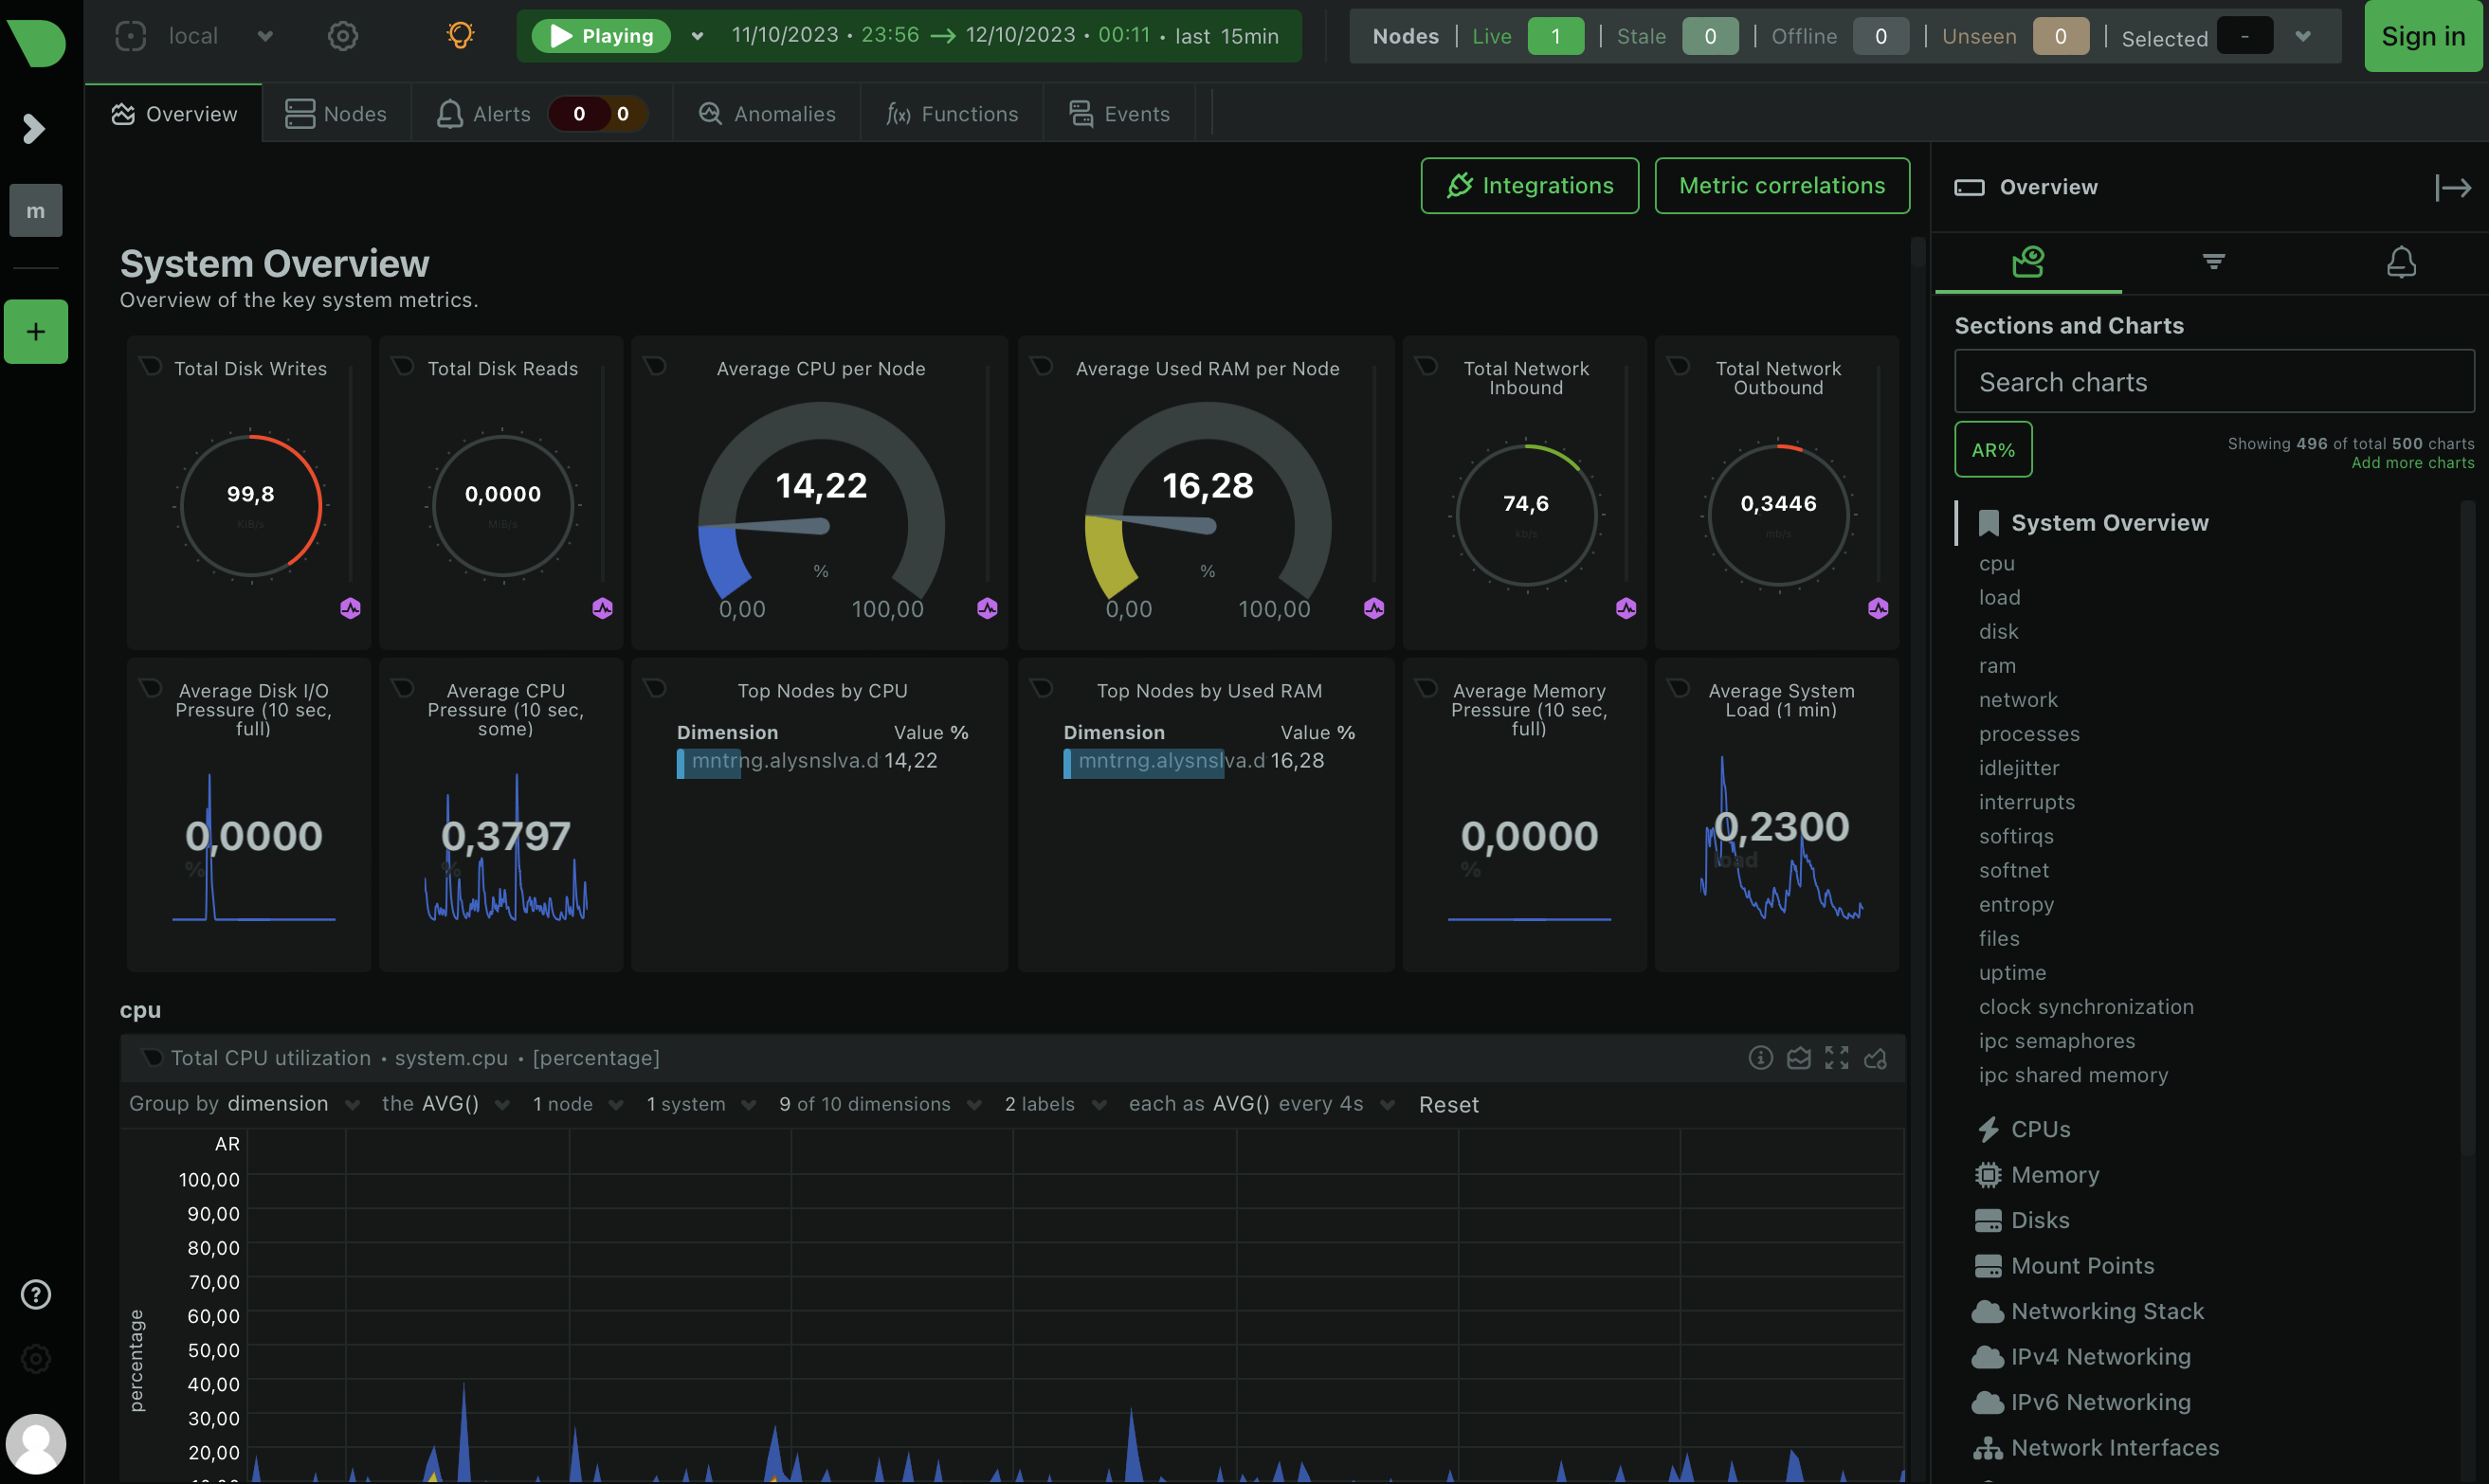 local
Playing
11/10/2023 • 23:56 → 12/10/2023 • 00:11 • last 15min
Nodes | Live 1 | Stale 0 | Offline 0 | Unseen 0 | Selected -
Sign in
Overview
Nodes
Alerts 0 0
Anomalies
f(x) Functions
Events
m
+
?
Integrations
Metric correlations
System Overview
Overview of the key system metrics.
Total Disk Writes
99,8
KiB/s
Total Disk Reads
0,0000
MiB/s
Average CPU per Node
14,22
%
0,00 100,00
Average Used RAM per Node
16,28
%
0,00 100,00
Total Network
Inbound
74,6
kb/s
Total Network
Outbound
0,3446
mb/s
Average Disk I/O
Pressure (10 sec,
full)
0,0000
%
Average CPU
Pressure (10 sec,
some)
0,3797
%
Top Nodes by CPU
Dimension Value %
mntrng.alysnslva.d 14,22
Top Nodes by Used RAM
Dimension Value %
mntrng.alysnslva.d 16,28
Average Memory
Pressure (10 sec,
full)
0,0000
%
Average System
Load (1 min)
0,2300
load
cpu
Total CPU utilization • system.cpu • [percentage]
Group by dimension the AVG() 1 node 1 system 9 of 10 dimensions 2 labels each as AVG() every 4s Reset
percentage
AR
100,00
90,00
80,00
70,00
60,00
50,00
40,00
30,00
20,00
10,00
Overview
Sections and Charts
Search charts
AR%
Showing 496 of total 500 charts
Add more charts
System Overview
cpu
load
disk
ram
network
processes
idlejitter
interrupts
softirqs
softnet
entropy
files
uptime
clock synchronization
ipc semaphores
ipc shared memory
CPUs
Memory
Disks
Mount Points
Networking Stack
IPv4 Networking
IPv6 Networking
Network Interfaces